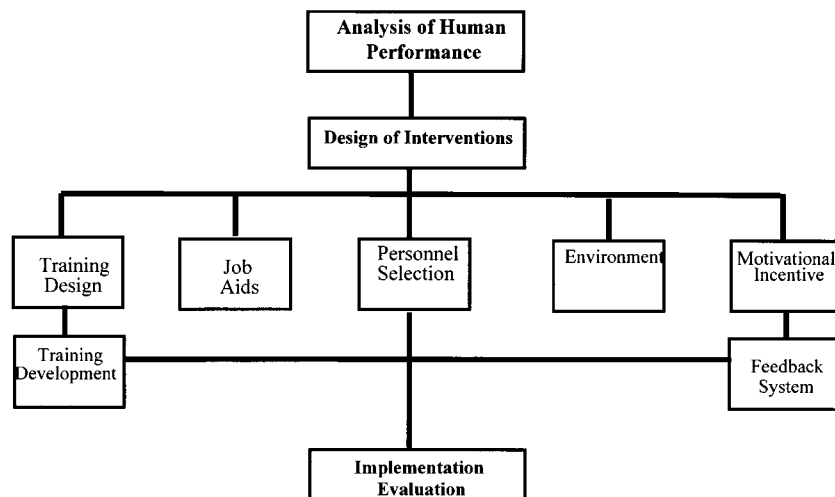 Analysis of Human
Performance
Design of Interventions
Training
Design
Job
Aids
Personnel
Selection
Environment
Motivational
Incentive
Training
Development
Feedback
System
Implementation
Evaluation